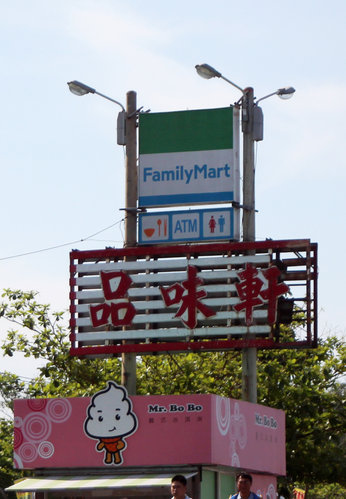 FamilyMart
ATM
品味軒
Mr. Bo Bo
Mr. Bo Bo